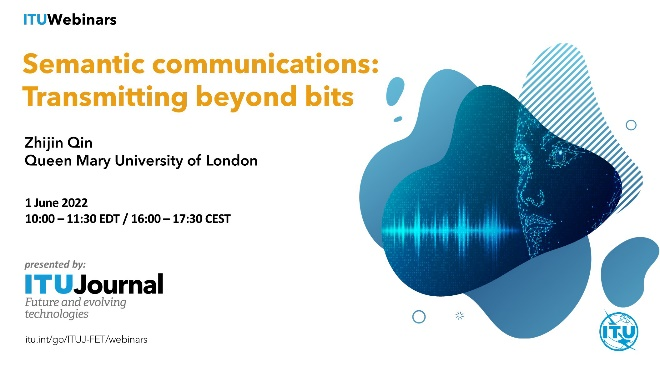 ITUWebinars
Semantic communications:
Transmitting beyond bits
Zhijin Qin
Queen Mary University of London
1 June 2022
10:00 – 11:30 EDT / 16:00 – 17:30 CEST
presented by:
ITUJournal
Future and evolving
technologies
itu.int/go/ITUJ-FET/webinars
ITU